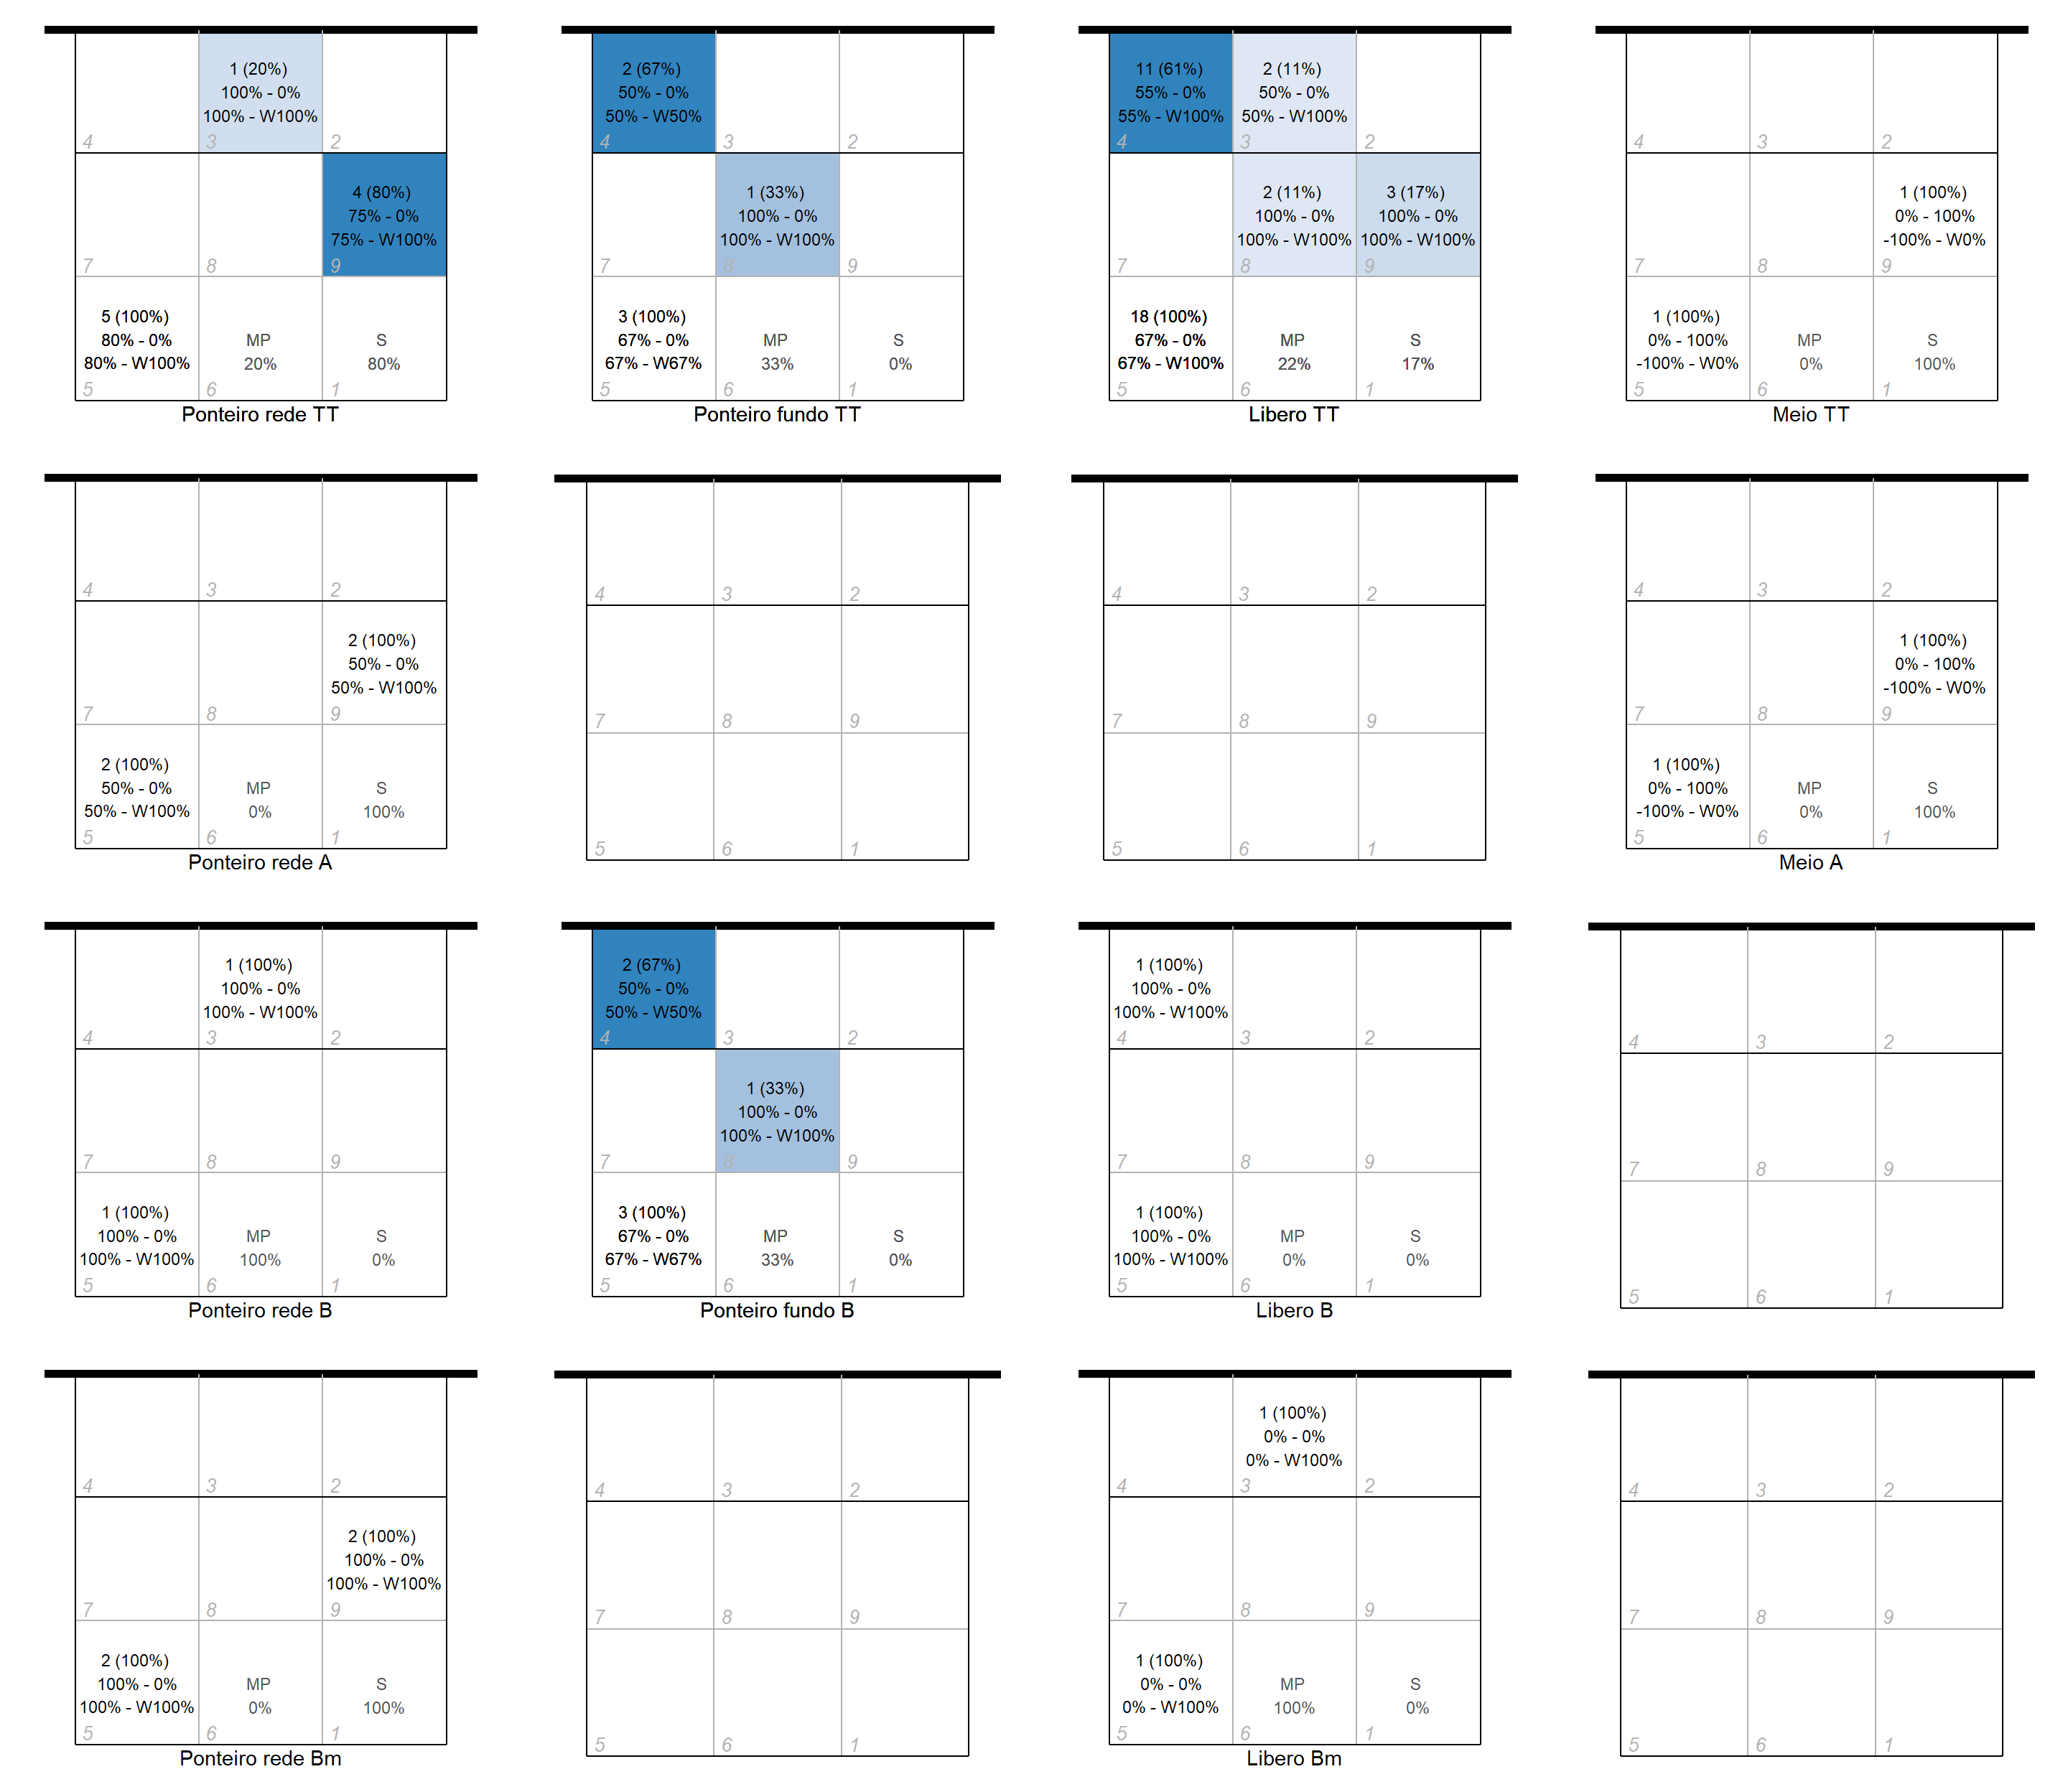 1 (20%)
100% - 0%
100% - W100%
4
3
2
4 (80%)
75% - 0%
75% - W100%
7
8
9
5 (100%)
80% - 0%
80% - W100%
MP
20%
S
80%
5
6
1
Ponteiro rede TT
2 (67%)
50% - 0%
50% - W50%
4
3
2
1 (33%)
100% - 0%
100% - W100%
7
8
9
3 (100%)
67% - 0%
67% - W67%
MP
33%
S
0%
5
6
1
Ponteiro fundo TT
11 (61%)
55% - 0%
55% - W100%
2 (11%)
50% - 0%
50% - W100%
4
3
2
2 (11%)
100% - 0%
100% - W100%
3 (17%)
100% - 0%
100% - W100%
7
8
9
18 (100%)
67% - 0%
67% - W100%
MP
22%
S
17%
5
6
1
Libero TT
4
3
2
1 (100%)
0% - 100%
-100% - W0%
7
8
9
1 (100%)
0% - 100%
-100% - W0%
MP
0%
S
100%
5
6
1
Meio TT
4
3
2
2 (100%)
50% - 0%
50% - W100%
7
8
9
2 (100%)
50% - 0%
50% - W100%
MP
0%
S
100%
5
6
1
Ponteiro rede A
4
3
2
7
8
9
5
6
1
4
3
2
7
8
9
5
6
1
4
3
2
1 (100%)
0% - 100%
-100% - W0%
7
8
9
1 (100%)
0% - 100%
-100% - W0%
MP
0%
S
100%
5
6
1
Meio A
1 (100%)
100% - 0%
100% - W100%
4
3
2
7
8
9
1 (100%)
100% - 0%
100% - W100%
MP
100%
S
0%
5
6
1
Ponteiro rede B
2 (67%)
50% - 0%
50% - W50%
4
3
2
1 (33%)
100% - 0%
100% - W100%
7
8
9
3 (100%)
67% - 0%
67% - W67%
MP
33%
S
0%
5
6
1
Ponteiro fundo B
1 (100%)
100% - 0%
100% - W100%
4
3
2
7
8
9
1 (100%)
100% - 0%
100% - W100%
MP
0%
S
0%
5
6
1
Libero B
4
3
2
7
8
9
5
6
1
4
3
2
2 (100%)
100% - 0%
100% - W100%
7
8
9
2 (100%)
100% - 0%
100% - W100%
MP
0%
S
100%
5
6
1
Ponteiro rede Bm
4
3
2
7
8
9
5
6
1
1 (100%)
0% - 0%
0% - W100%
4
3
2
7
8
9
1 (100%)
0% - 0%
0% - W100%
MP
100%
S
0%
5
6
1
Libero Bm
4
3
2
7
8
9
5
6
1